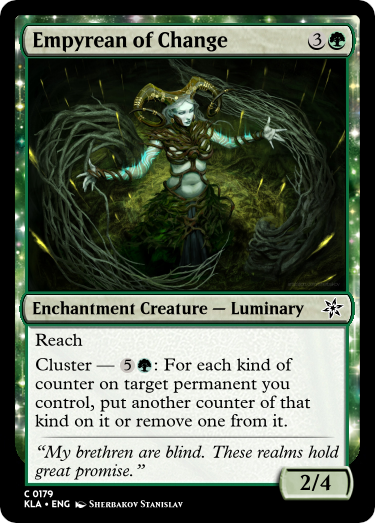 Empyrean of Change 3
Enchantment Creature — Luminary
Reach
Cluster — 5: For each kind of
counter on target permanent you
control, put another counter of that
kind on it or remove one from it.
“My brethren are blind. These realms hold
great promise.”
2/4
C 0179
KLA • ENG Sherbakov Stanislav